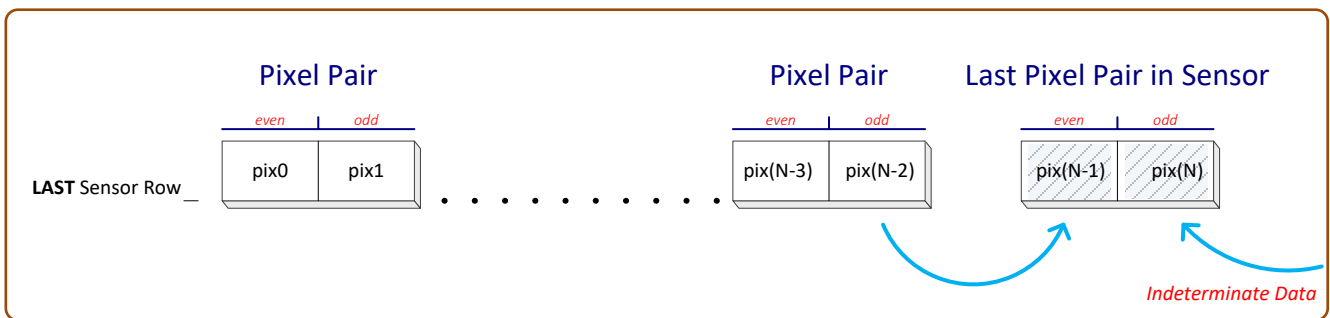 Pixel Pair Pixel Pair Last Pixel Pair in Sensor
even odd even odd even odd
pix0 pix1 pix(N-3) pix(N-2) pix(N-1) pix(N)
LAST Sensor Row_
Indeterminate Data